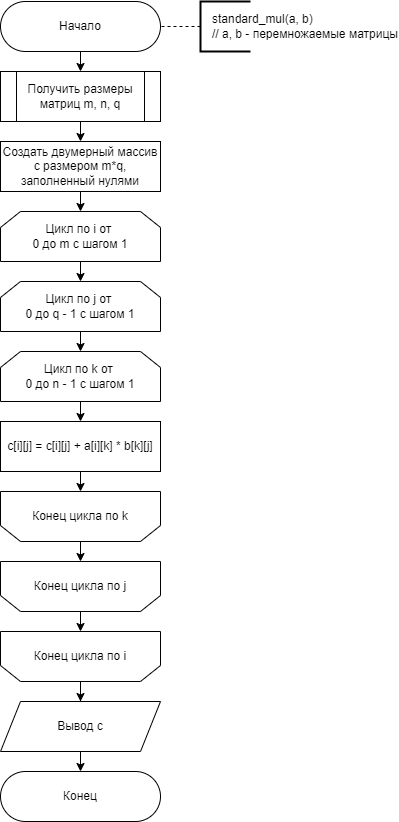 Начало
standard_mul(a, b)
// a, b - перемножаемые матрицы
Получить размеры
матриц m, n, q
Создать двумерный массив
с размером m*q,
заполненный нулями
Цикл по i от
0 до m с шагом 1
Цикл по j от
0 до q - 1 с шагом 1
Цикл по k от
0 до n - 1 с шагом 1
c[i][j] = c[i][j] + a[i][k] * b[k][j]
Конец цикла по k
Конец цикла по j
Конец цикла по i
Вывод c
Конец